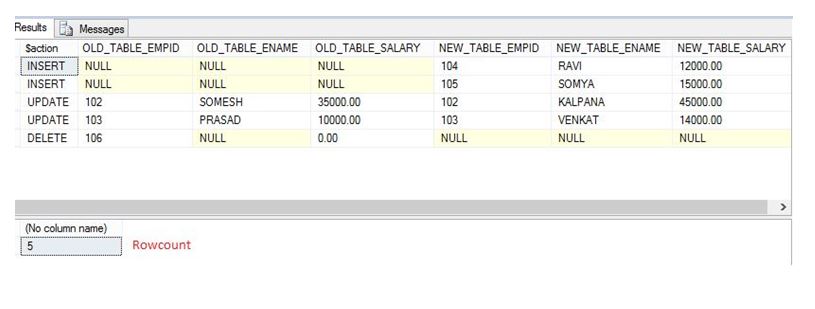 Results Messages
$action OLD_TABLE_EMPID OLD_TABLE_ENAME OLD_TABLE_SALARY NEW_TABLE_EMPID NEW_TABLE_ENAME NEW_TABLE_SALARY
INSERT NULL NULL NULL 104 RAVI 12000.00
INSERT NULL NULL NULL 105 SOMYA 15000.00
UPDATE 102 SOMESH 35000.00 102 KALPANA 45000.00
UPDATE 103 PRASAD 10000.00 103 VENKAT 14000.00
DELETE 106 NULL 0.00 NULL NULL NULL
(No column name)
5 Rowcount